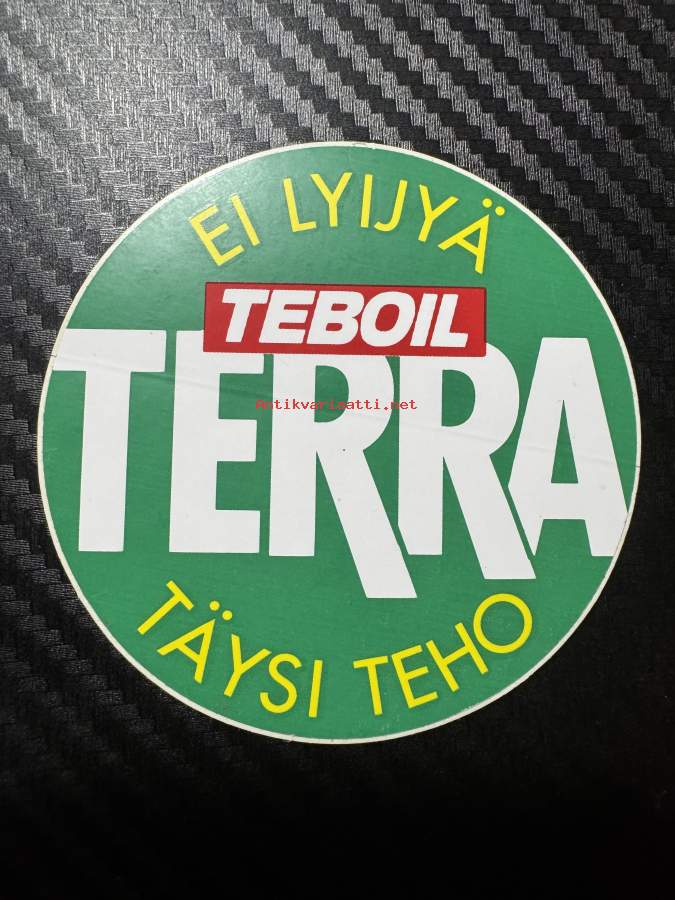 EI LYIJYÄ
TEBOIL
TERRA
Antikvariaatti.net
TÄYSI TEHO